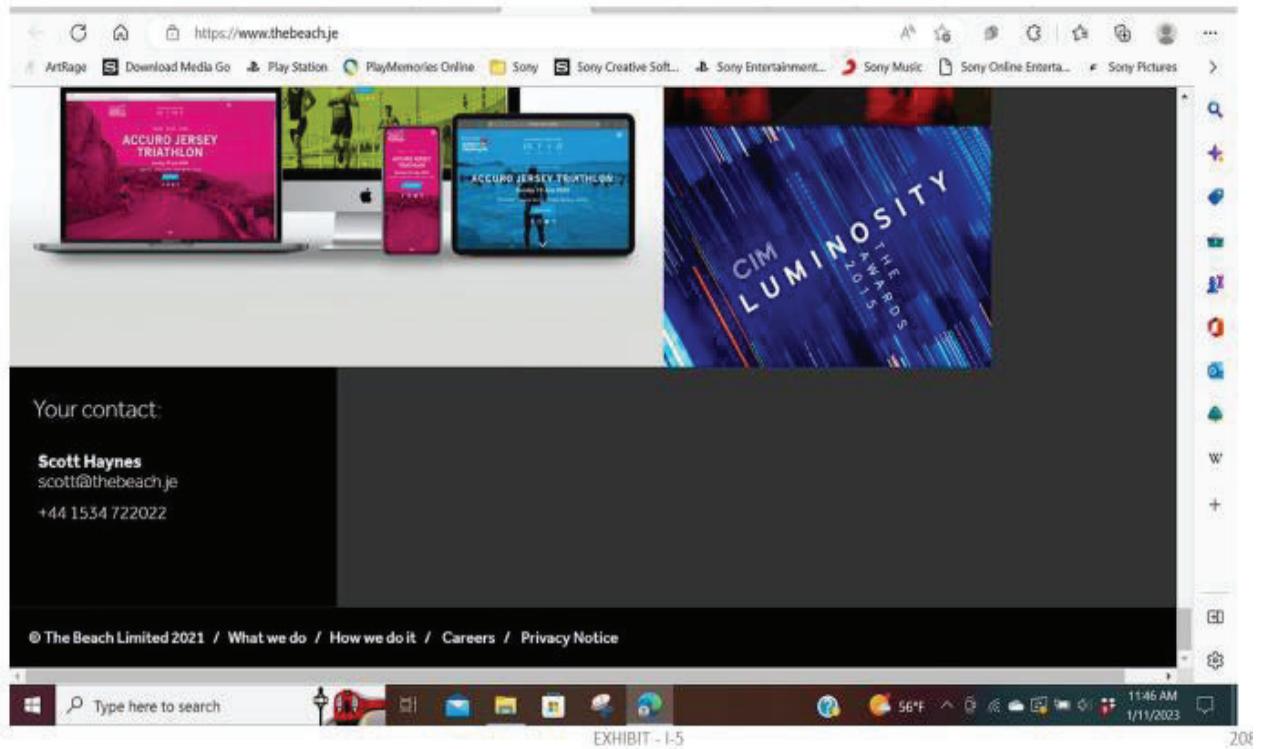 https://www.thebeach.je
ArtRage Download Media Go Play Station PlayMemories Online Sony Sony Creative Soft... Sony Entertainment... Sony Music Sony Online Enterta... Sony Pictures
ACCURO JERSEY
TRIATHLON
ACCURO JERSEY
TRIATHLON
ACCURO JERSEY TRIATHLON
CIM
LUMINOSITY
THE
AWARDS
2015
Your contact:
Scott Haynes
scott@thebeach.je
+44 1534 722022
© The Beach Limited 2021 / What we do / How we do it / Careers / Privacy Notice
Type here to search
56°F
11:46 AM
1/11/2023
EXHIBIT - I-5
208